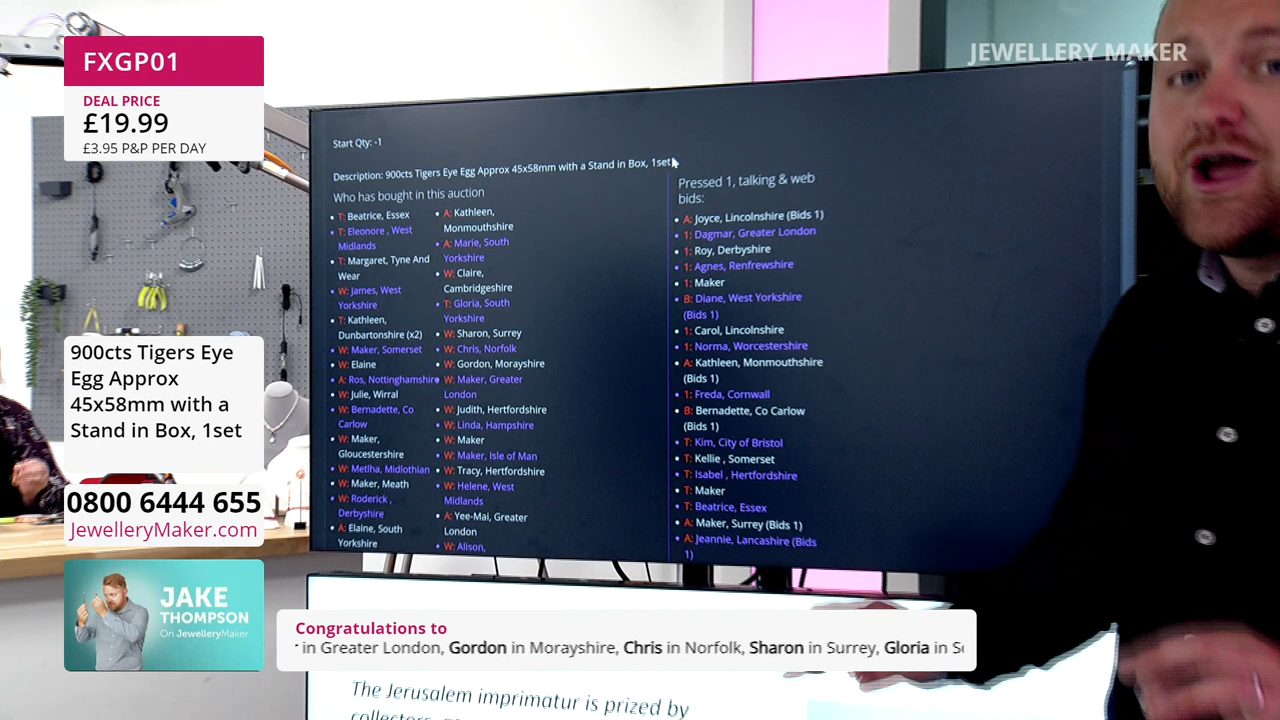 FXGP01
DEAL PRICE
£19.99
£3.95 P&P PER DAY
JEWELLERY MAKER
Start Qty: -1
Description: 900cts Tigers Eye Egg Approx 45x58mm with a Stand in Box, 1set
Who has bought in this auction
T: Beatrice, Essex
T: Eleonore , West
Midlands
T: Margaret, Tyne And
Wear
W: James, West
Yorkshire
T: Kathleen,
Dunbartonshire (x2)
W: Maker, Somerset
W: Elaine
A: Ros, Nottinghamshire
W: Julie, Wirral
W: Bernadette, Co
Carlow
W: Maker,
Gloucestershire
W: Metlha, Midlothian
W: Maker, Meath
W: Roderick ,
Derbyshire
A: Elaine, South
Yorkshire
A: Kathleen,
Monmouthshire
A: Marie, South
Yorkshire
W: Claire,
Cambridgeshire
T: Gloria, South
Yorkshire
W: Sharon, Surrey
W: Chris, Norfolk
W: Gordon, Morayshire
W: Maker, Greater
London
W: Judith, Hertfordshire
W: Linda, Hampshire
W: Maker
W: Maker, Isle of Man
W: Tracy, Hertfordshire
W: Helene, West
Midlands
A: Yee-Mai, Greater
London
W: Alison,
Pressed 1, talking & web
bids:
A: Joyce, Lincolnshire (Bids 1)
1: Dagmar, Greater London
1: Roy, Derbyshire
1: Agnes, Renfrewshire
1: Maker
B: Diane, West Yorkshire
(Bids 1)
1: Carol, Lincolnshire
1: Norma, Worcestershire
A: Kathleen, Monmouthshire
(Bids 1)
1: Freda, Cornwall
B: Bernadette, Co Carlow
(Bids 1)
T: Kim, City of Bristol
T: Kellie , Somerset
T: Isabel , Hertfordshire
T: Maker
T: Beatrice, Essex
A: Maker, Surrey (Bids 1)
A: Jeannie, Lancashire (Bids
1)
900cts Tigers Eye
Egg Approx
45x58mm with a
Stand in Box, 1set
0800 6444 655
JewelleryMaker.com
JAKE
THOMPSON
On JewelleryMaker
Congratulations to
in Greater London, Gordon in Morayshire, Chris in Norfolk, Sharon in Surrey, Gloria in
The Jerusalem imprimatur is prized by